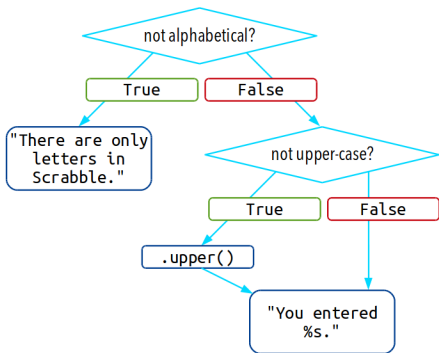 not alphabetical?
True
False
"There are only
letters in
Scrabble."
not upper-case?
True
False
.upper()
"You entered
%s."